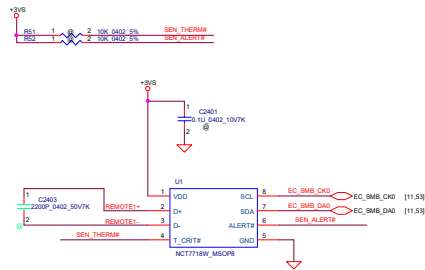 +3VS
R51 1 @ 2 10K_0402_5% SEN_THERM#
R52 1 @ 2 10K_0402_5% SEN_ALERT#
+3VS
1
C2401
0.1U_0402_10V7K
2 @
U1
1 VDD SCL 8 EC_SMB_CK0 EC_SMB_CK0 [11,53]
1
C2403
2200P_0402_50V7K
REMOTE1+ 2 D+ SDA 7 EC_SMB_DA0 EC_SMB_DA0 [11,53]
2
@
REMOTE1- 3 D- ALERT# 6 SEN_ALERT#
SEN_THERM# 4 T_CRIT# GND 5
NCT7718W_MSOP8